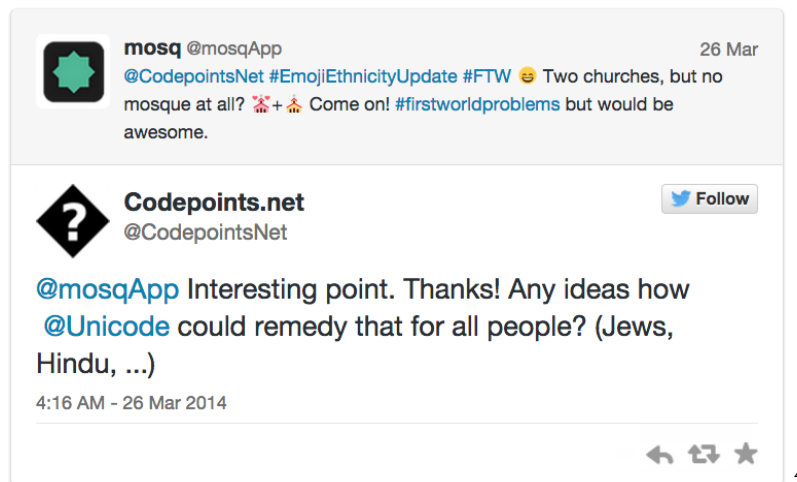 mosq @mosqApp 26 Mar
@CodepointsNet #EmojiEthnicityUpdate #FTW 😄 Two churches, but no
mosque at all? 💒+⛪ Come on! #firstworldproblems but would be
awesome.
?
Codepoints.net
Follow
@CodepointsNet
@mosqApp Interesting point. Thanks! Any ideas how
@Unicode could remedy that for all people? (Jews,
Hindu, ...)
4:16 AM - 26 Mar 2014